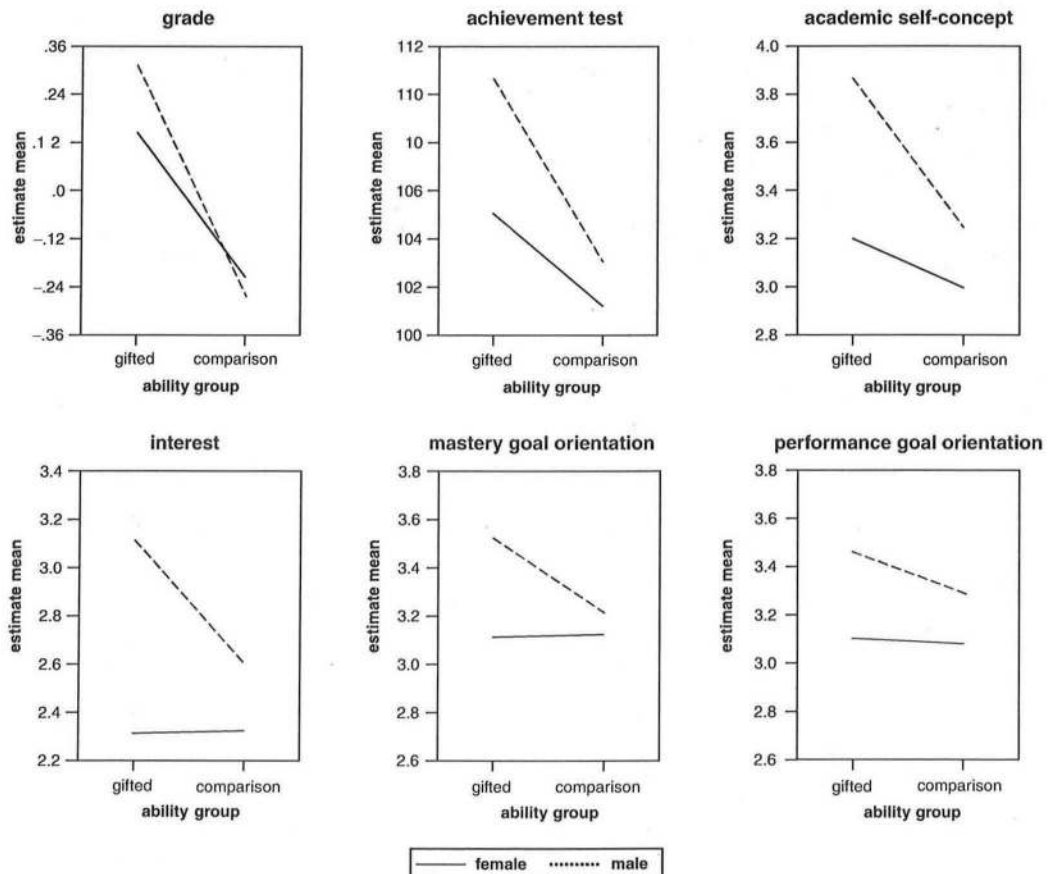 grade
.36
.24
.1 2
.0
−.12
−.24
−.36
estimate mean
gifted comparison
ability group
achievement test
112
110
10
106
104
102
100
estimate mean
gifted comparison
ability group
academic self-concept
4.0
3.8
3.6
3.4
3.2
3.0
2.8
estimate mean
gifted comparison
ability group
interest
3.4
3.2
3.0
2.8
2.6
2.4
2.2
estimate mean
gifted comparison
ability group
mastery goal orientation
3.8
3.6
3.4
3.2
3.0
2.8
2.6
estimate mean
gifted comparison
ability group
performance goal orientation
3.8
3.6
3.4
3.2
3.0
2.8
2.6
estimate mean
gifted comparison
ability group
female male